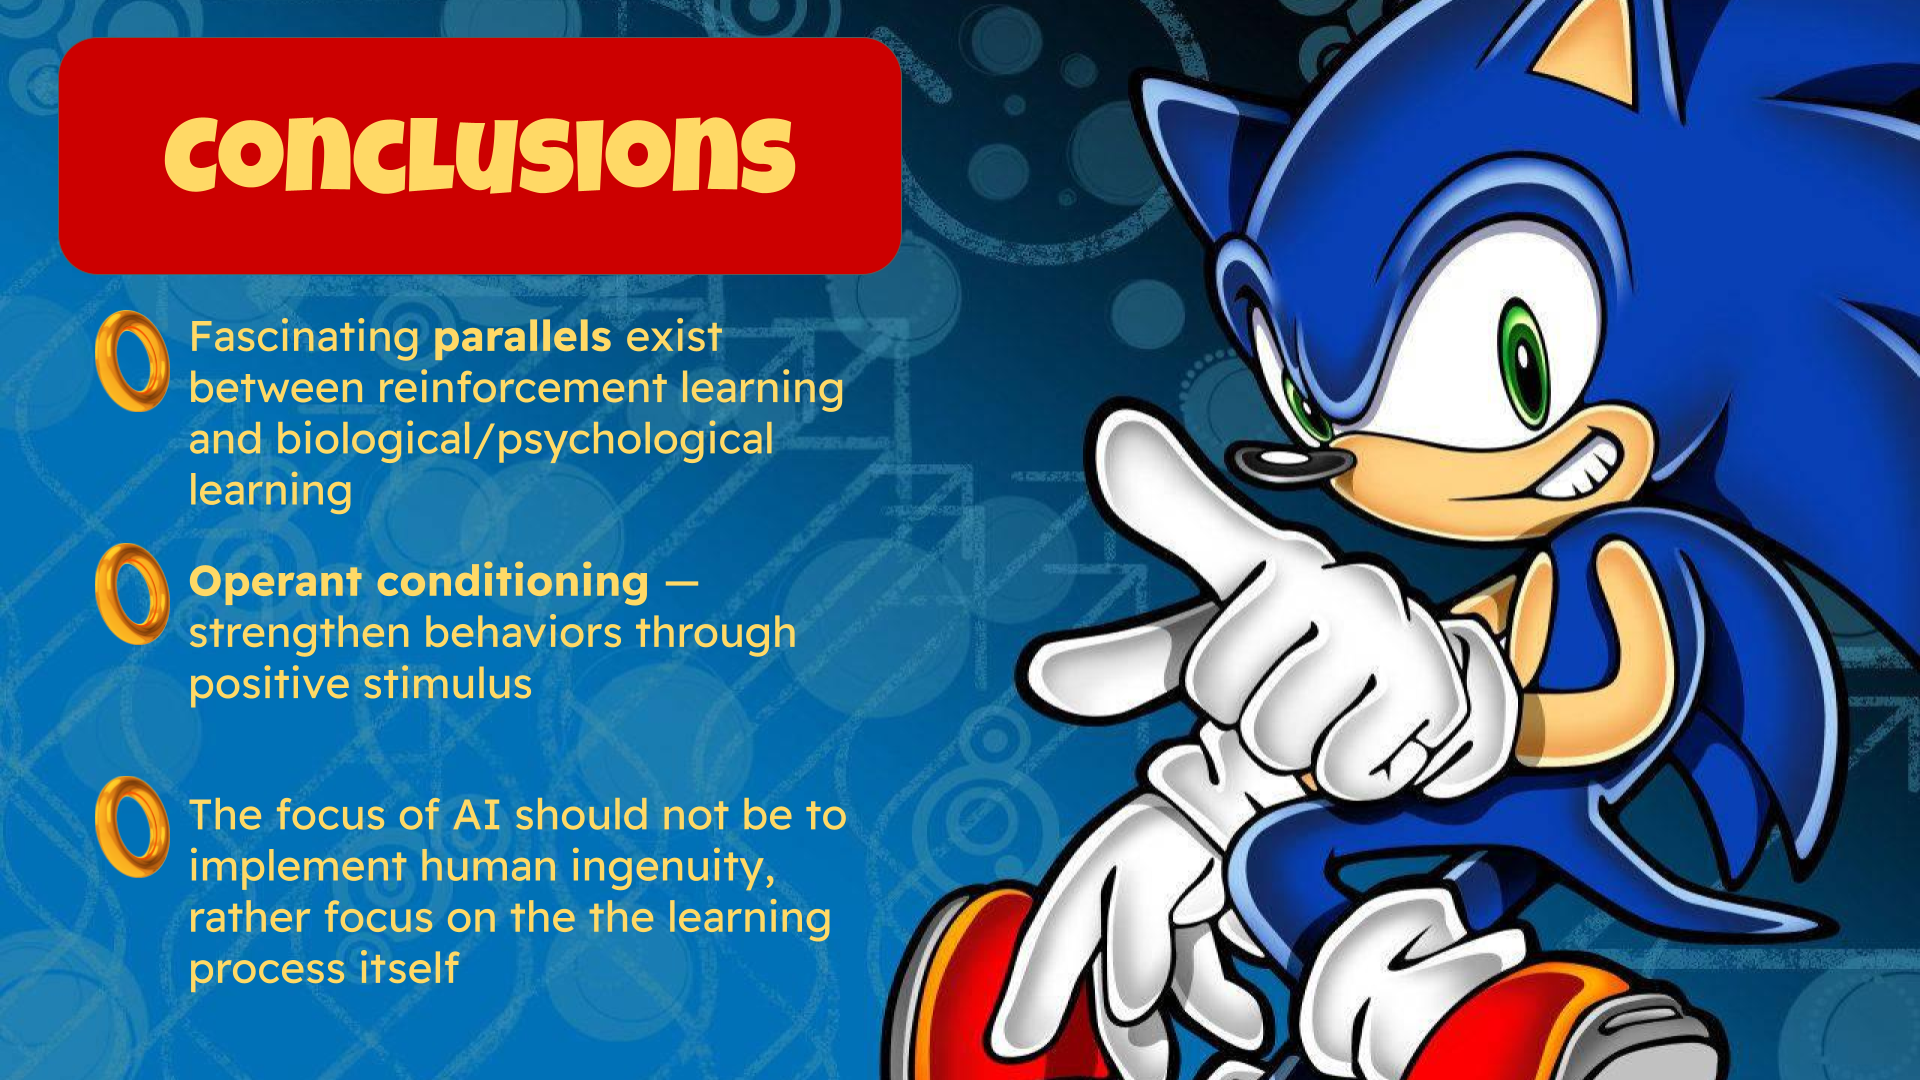 CONCLUSIONS
Fascinating parallels exist
between reinforcement learning
and biological/psychological
learning
Operant conditioning —
strengthen behaviors through
positive stimulus
The focus of AI should not be to
implement human ingenuity,
rather focus on the the learning
process itself